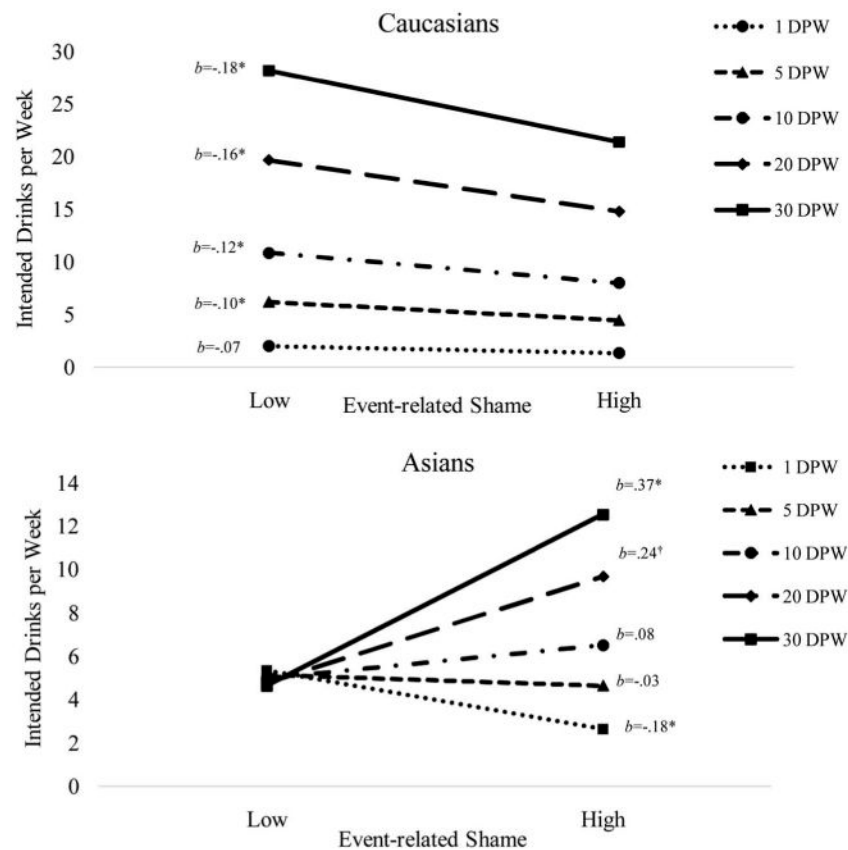 Caucasians
30
25
20
15
10
5
0
Intended Drinks per Week
b=-.18*
b=-.16*
b=-.12*
b=-.10*
b=-.07
Low
Event-related Shame
High
1 DPW
5 DPW
10 DPW
20 DPW
30 DPW
Asians
14
12
10
8
6
4
2
0
Intended Drinks per Week
b=.37*
b=.24†
b=.08
b=-.03
b=-.18*
Low
Event-related Shame
High
1 DPW
5 DPW
10 DPW
20 DPW
30 DPW